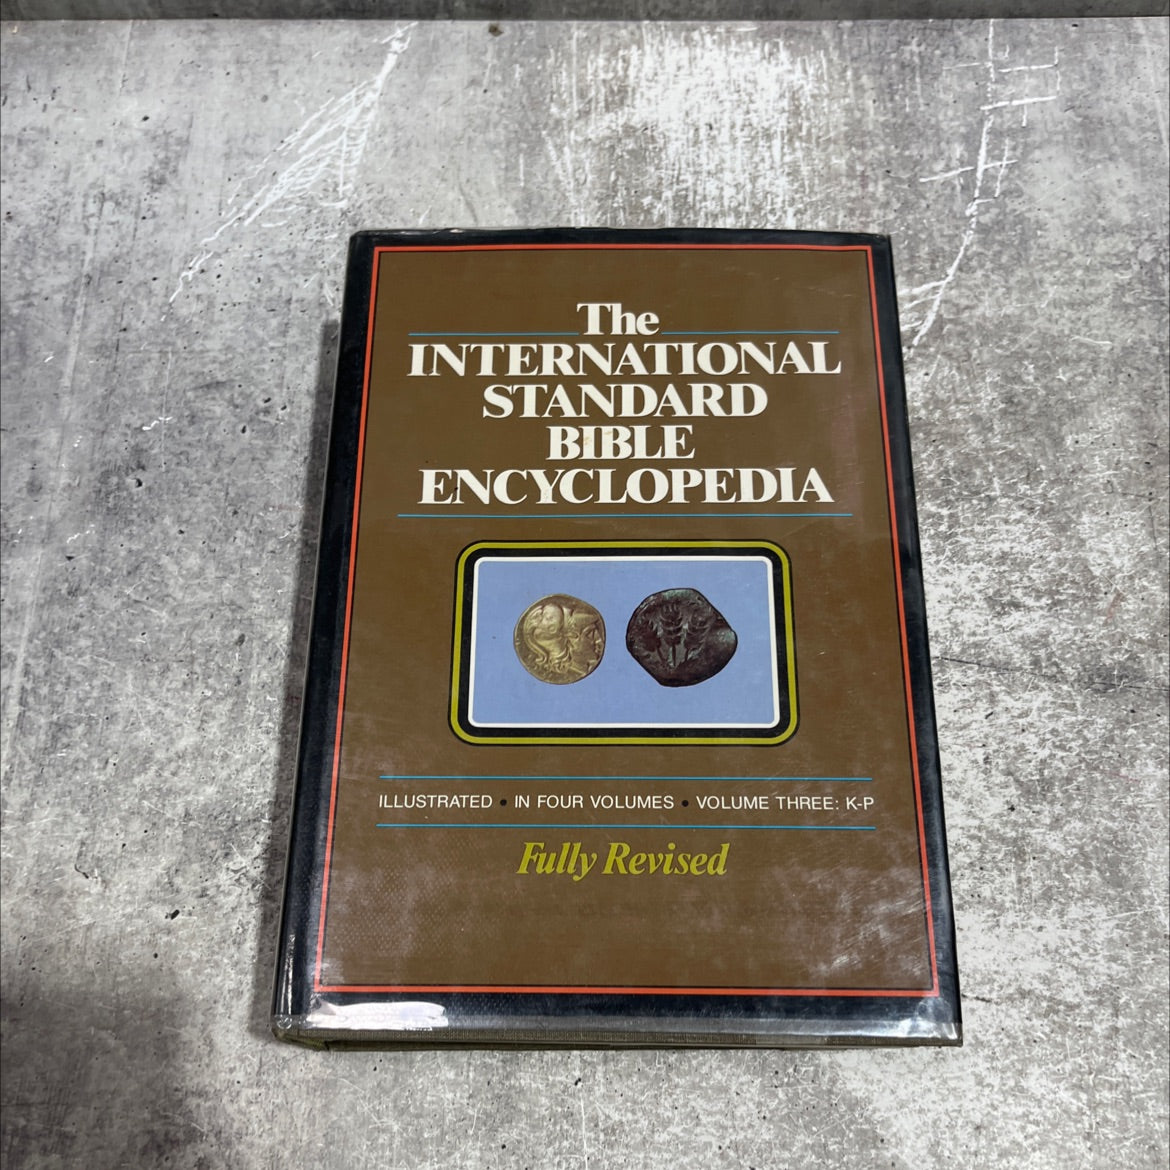 The
INTERNATIONAL
STANDARD
BIBLE
ENCYCLOPEDIA
ILLUSTRATED • IN FOUR VOLUMES • VOLUME THREE: K-P
Fully Revised